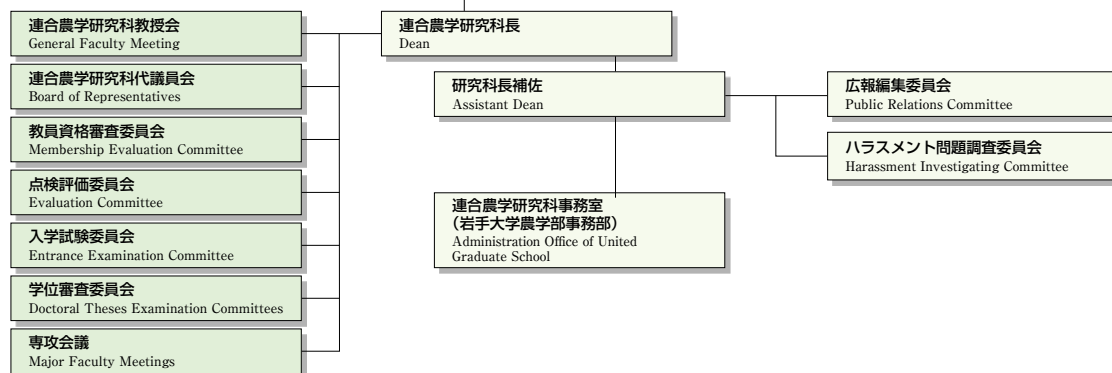 連合農学研究科教授会
General Faculty Meeting
連合農学研究科代議員会
Board of Representatives
教員資格審査委員会
Membership Evaluation Committee
点検評価委員会
Evaluation Committee
入学試験委員会
Entrance Examination Committee
学位審査委員会
Doctoral Theses Examination Committees
専攻会議
Major Faculty Meetings
連合農学研究科長
Dean
研究科長補佐
Assistant Dean
連合農学研究科事務室
（岩手大学農学部事務部）
Administration Office of United
Graduate School
広報編集委員会
Public Relations Committee
ハラスメント問題調査委員会
Harassment Investigating Committee